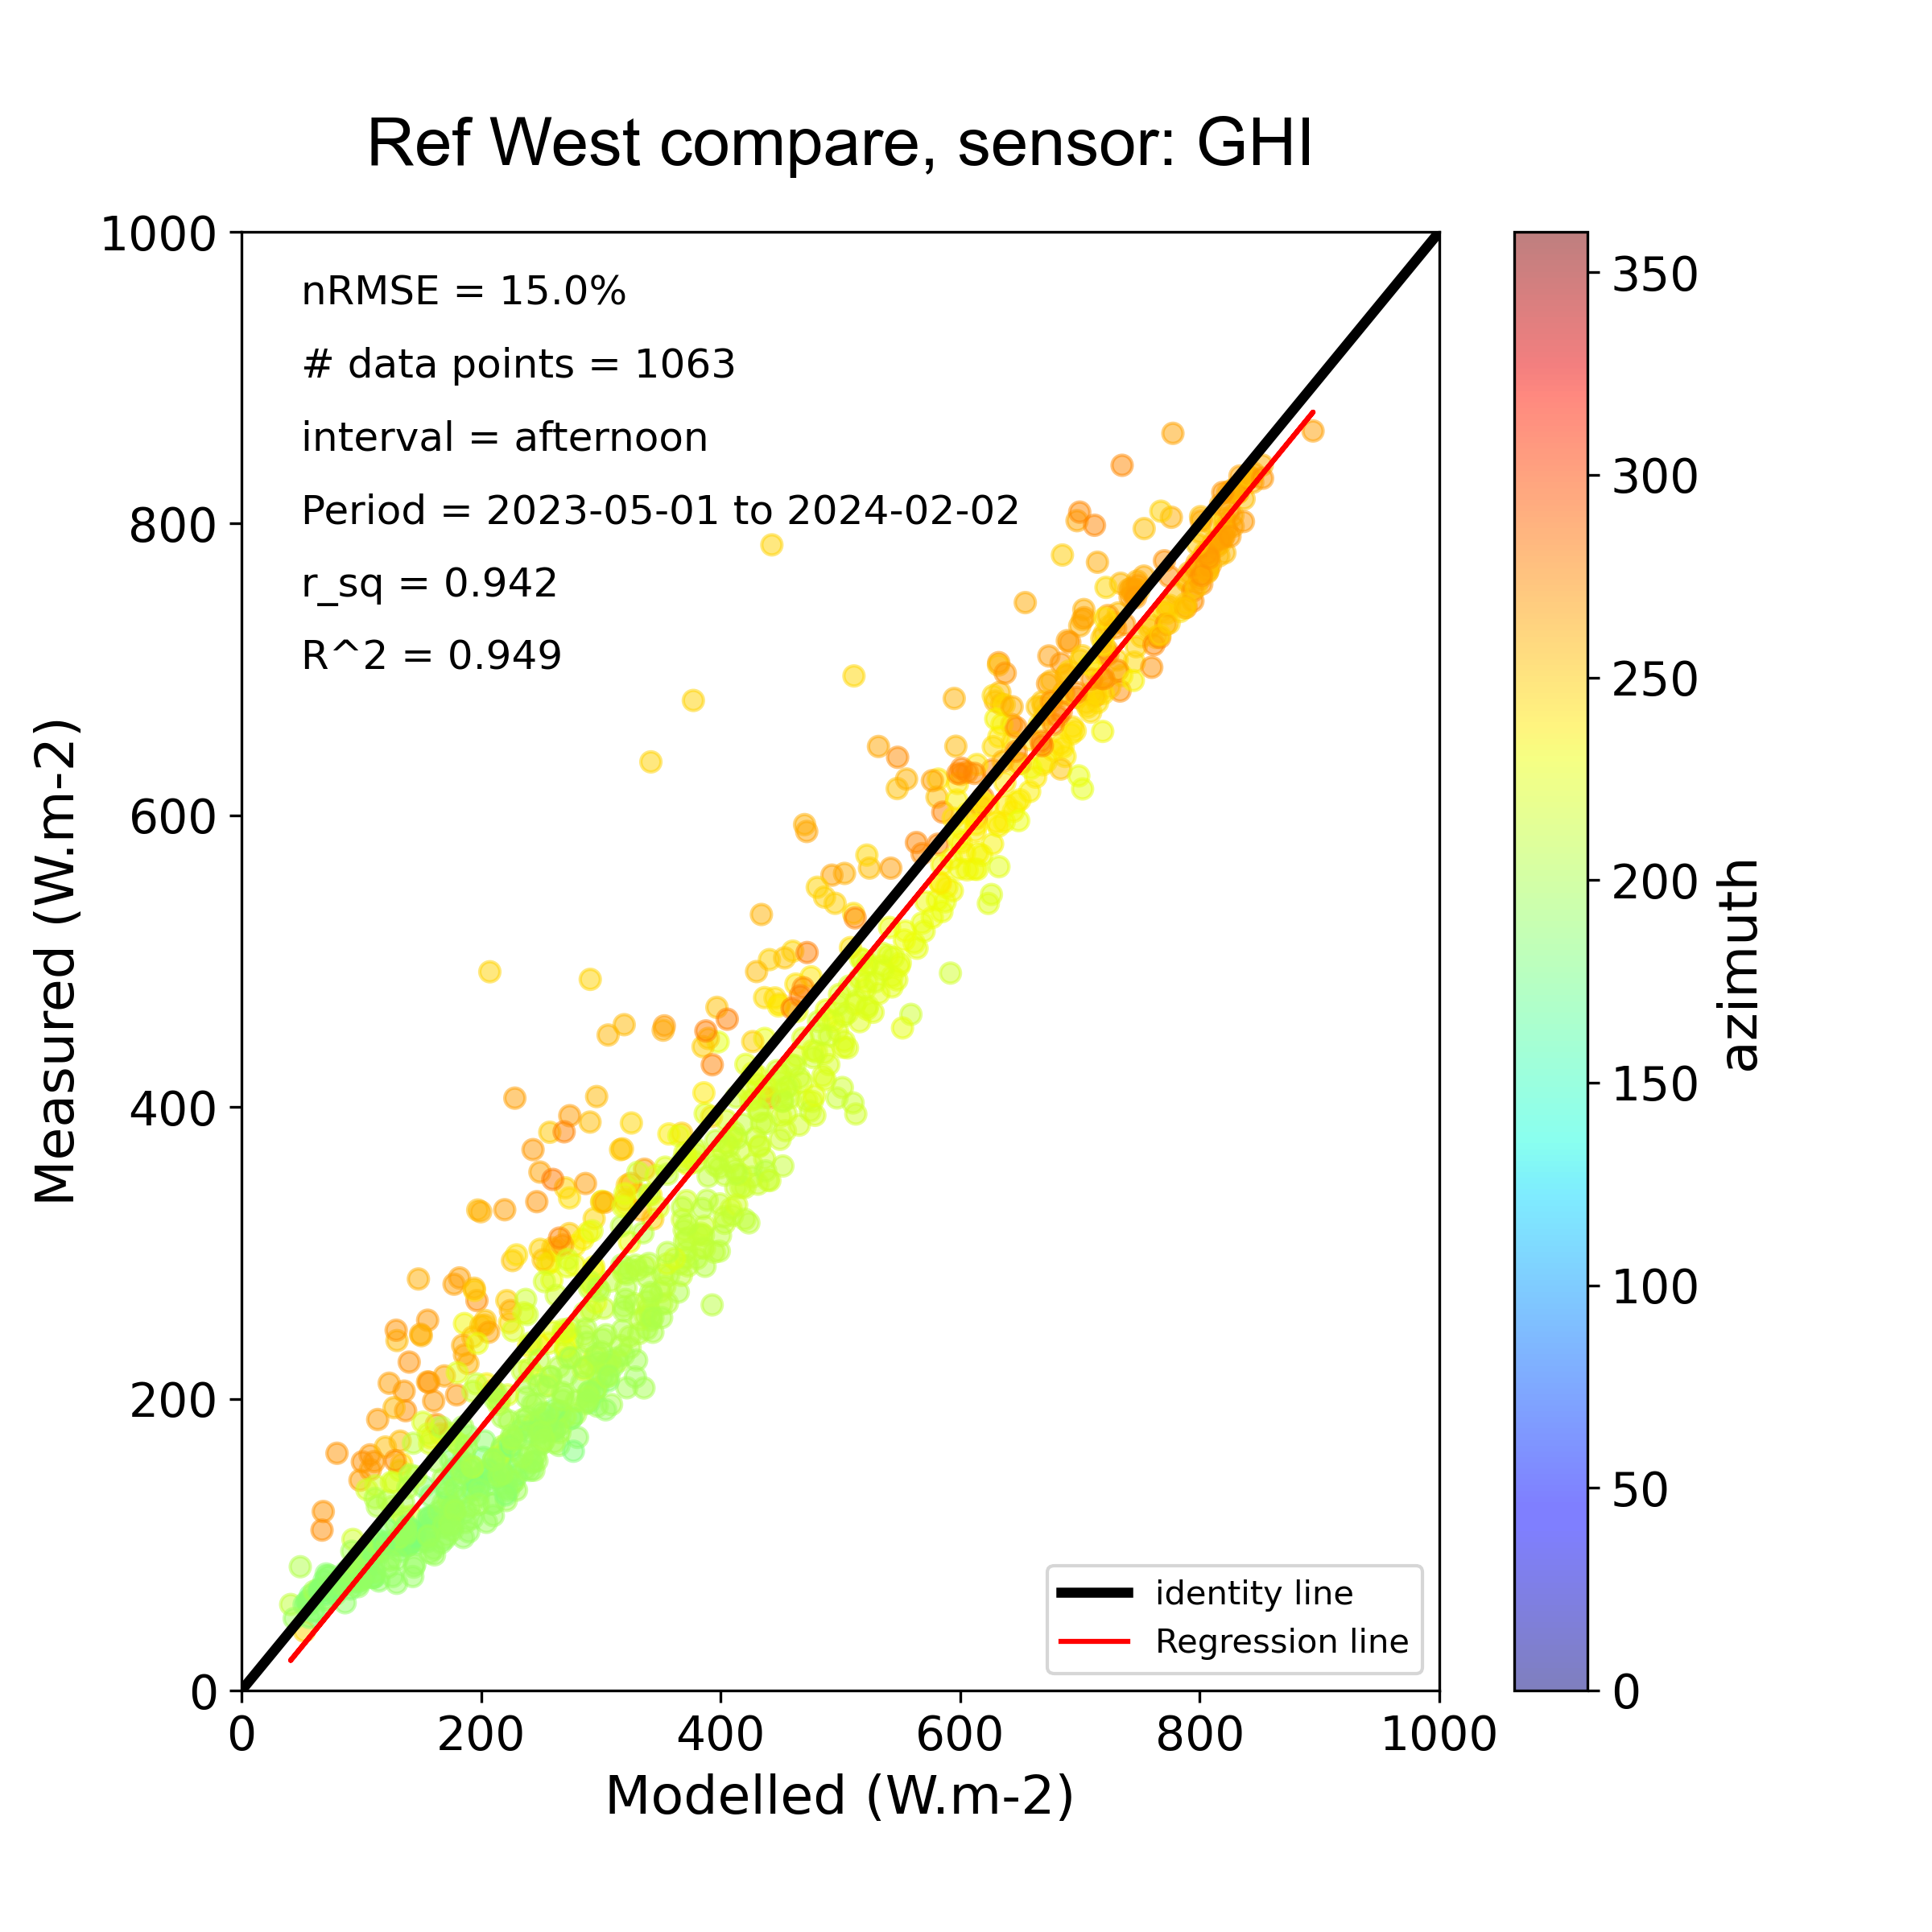 Ref West compare, sensor: GHI
1000
800
600
400
200
0
Measured (W.m-2)
nRMSE = 15.0%
# data points = 1063
interval = afternoon
Period = 2023-05-01 to 2024-02-02
r_sq = 0.942
R^2 = 0.949
identity line
Regression line
0 200 400 600 800 1000
Modelled (W.m-2)
350
300
250
200
150
100
50
0
azimuth